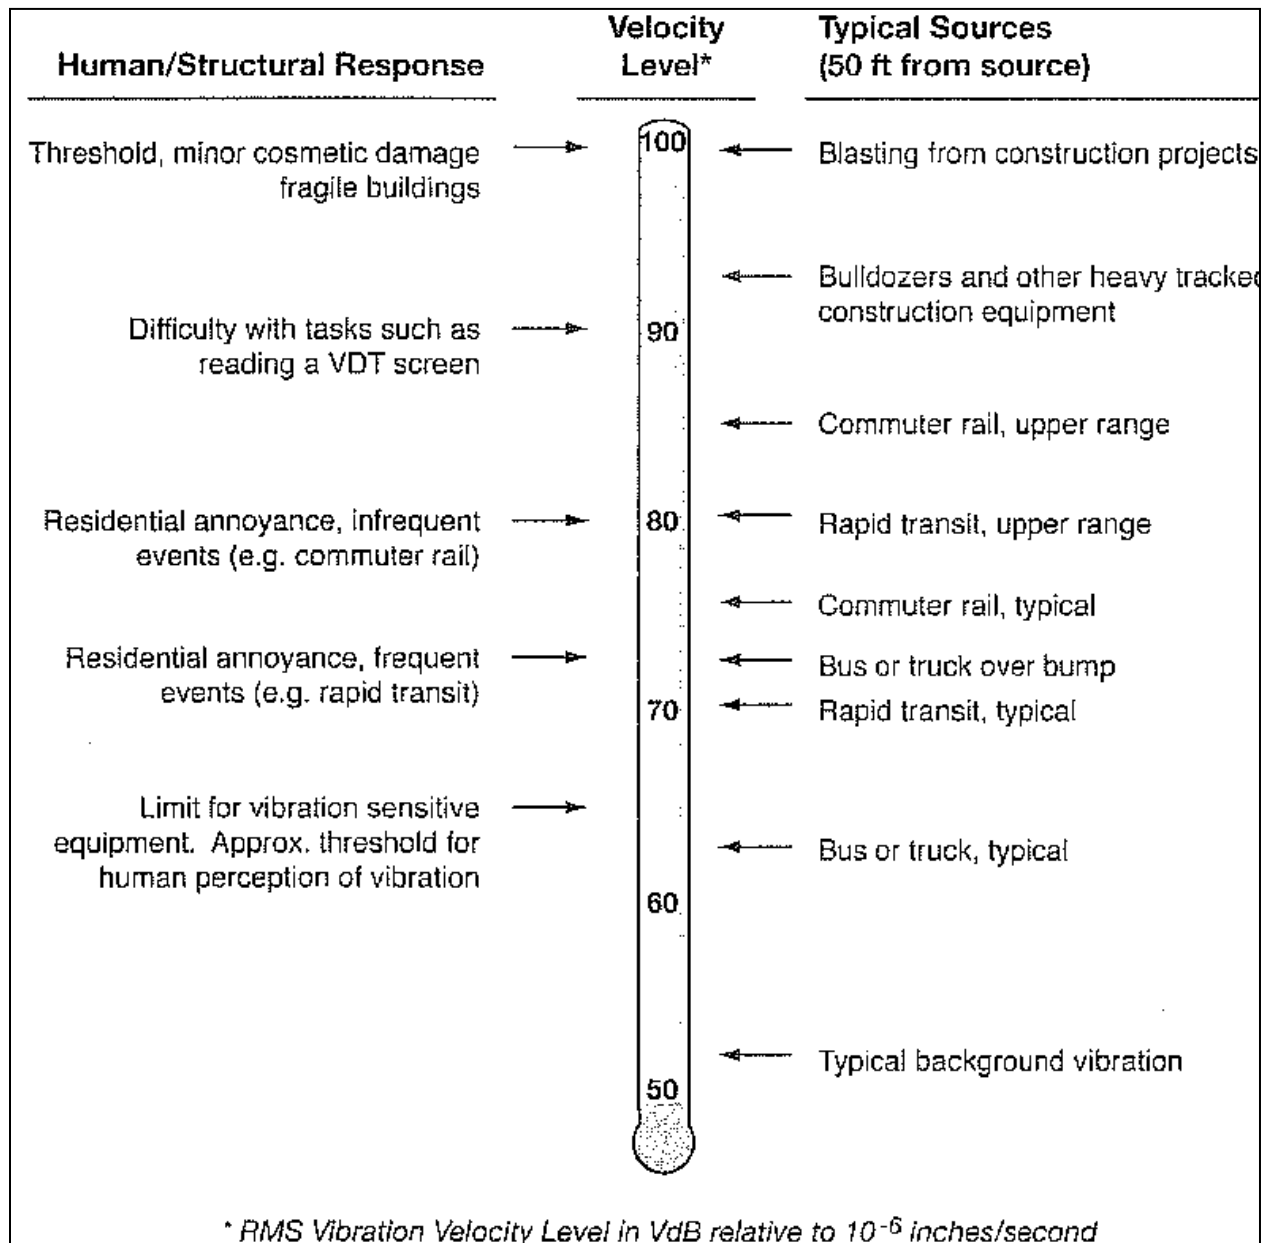 Human/Structural Response
Velocity
Level*
Typical Sources
(50 ft from source)
Threshold, minor cosmetic damage
fragile buildings
100
Blasting from construction projects
Bulldozers and other heavy tracked
construction equipment
Difficulty with tasks such as
reading a VDT screen
90
Commuter rail, upper range
Residential annoyance, infrequent
events (e.g. commuter rail)
80
Rapid transit, upper range
Commuter rail, typical
Residential annoyance, frequent
events (e.g. rapid transit)
Bus or truck over bump
70
Rapid transit, typical
Limit for vibration sensitive
equipment. Approx. threshold for
human perception of vibration
Bus or truck, typical
60
Typical background vibration
50
* RMS Vibration Velocity Level in VdB relative to 10-6 inches/second